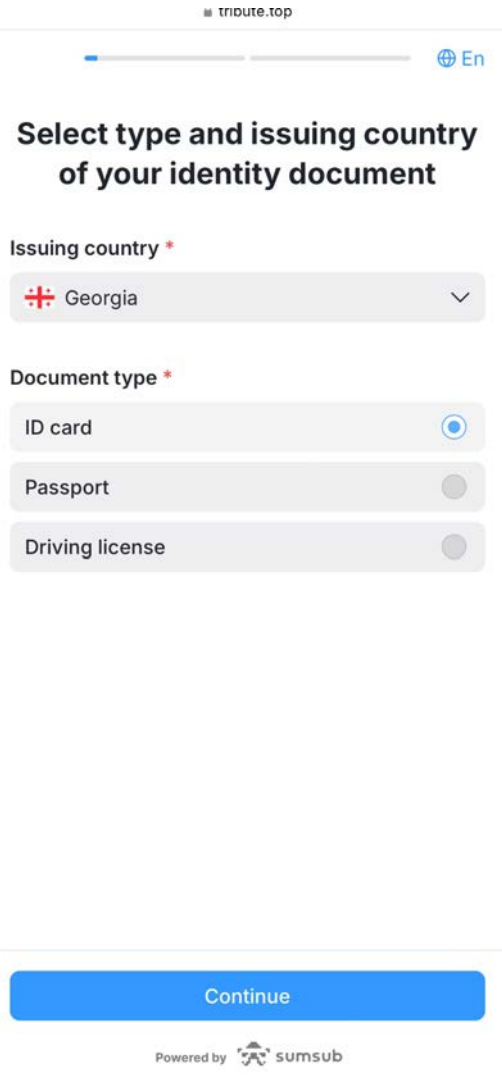 tribute.top
En
Select type and issuing country
of your identity document
Issuing country *
Georgia
Document type *
ID card
Passport
Driving license
Continue
Powered by sumsub